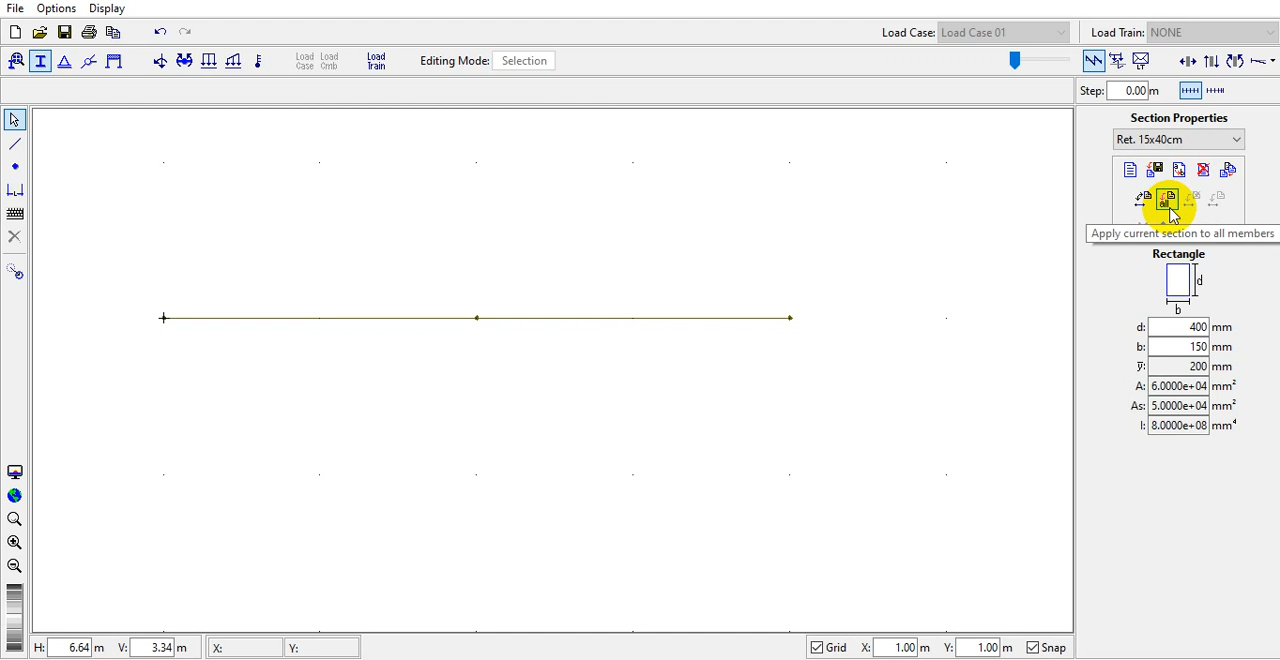 File Options Display
Load Case: Load Case 01 Load Train: NONE
Load Case Load Cmb Load Train Editing Mode: Selection
Step: 0.00 m
Section Properties
Ret. 15x40cm
all
Apply current section to all members
Rectangle
d
b
d: 400 mm
b: 150 mm
y̅: 200 mm
A: 6.0000e+04 mm²
As: 5.0000e+04 mm²
I: 8.0000e+08 mm⁴
H: 6.64 m V: 3.34 m X: Y: Grid X: 1.00 m Y: 1.00 m Snap